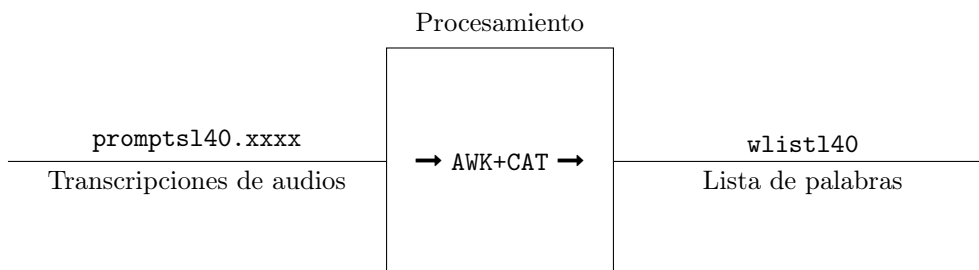 Procesamiento
promptsl40.xxxx
Transcripciones de audios
→ AWK+CAT →
wlistl40
Lista de palabras